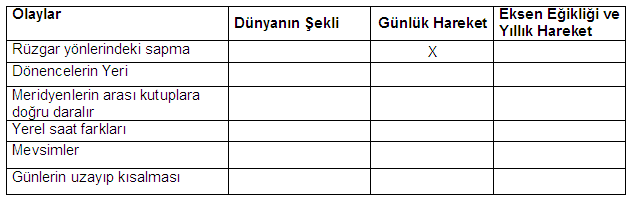 Olaylar
Dünyanın Şekli
Günlük Hareket
Eksen Eğikliği ve
Yıllık Hareket
Rüzgar yönlerindeki sapma
X
Dönencelerin Yeri
Meridyenlerin arası kutuplara
doğru daralır
Yerel saat farkları
Mevsimler
Günlerin uzayıp kısalması